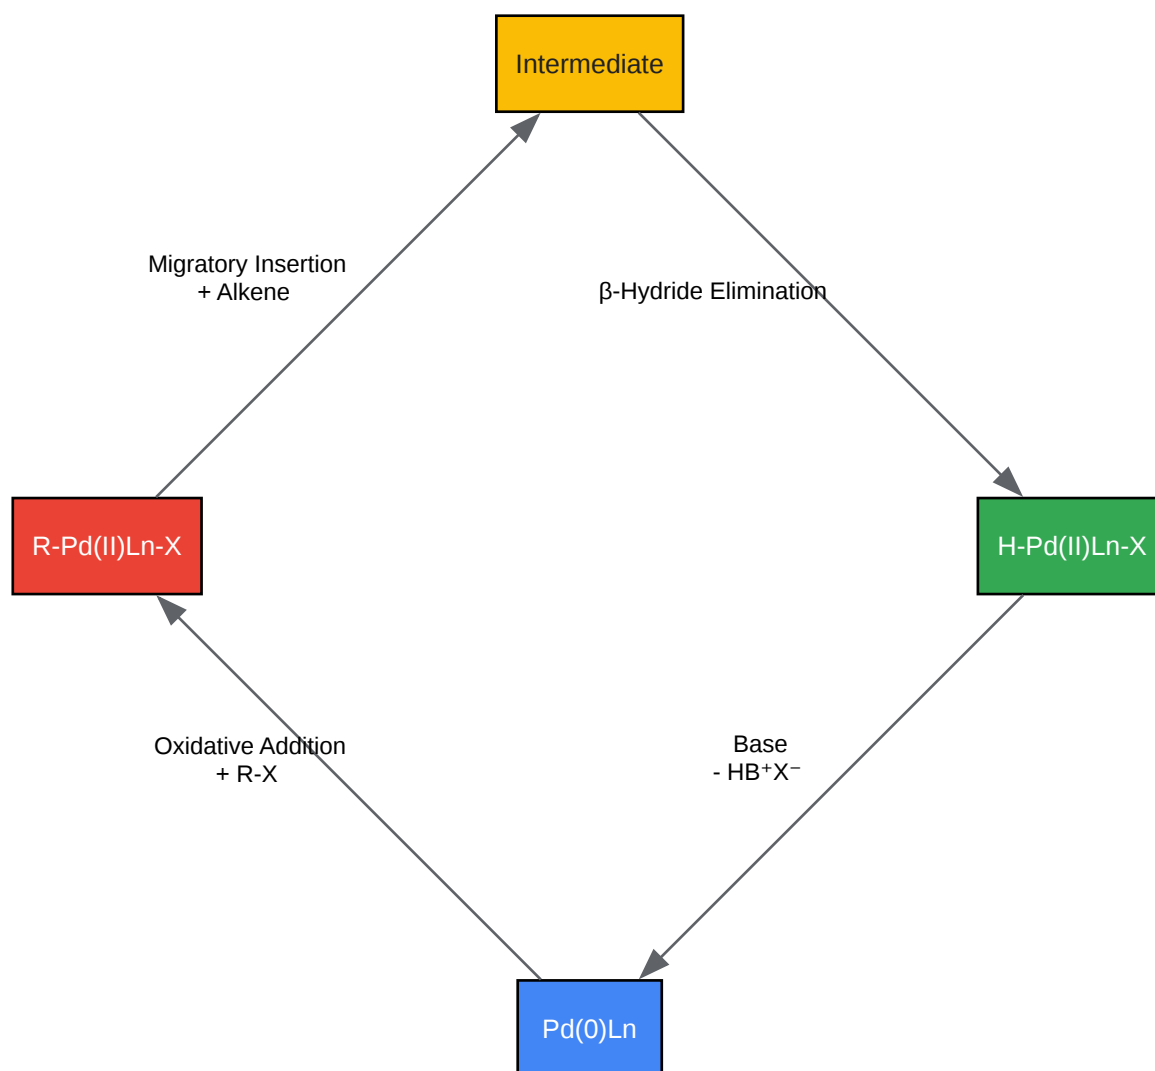 Intermediate
Migratory Insertion
+ Alkene
β-Hydride Elimination
R-Pd(II)Ln-X
H-Pd(II)Ln-X
Oxidative Addition
+ R-X
Base
- HB⁺X⁻
Pd(0)Ln